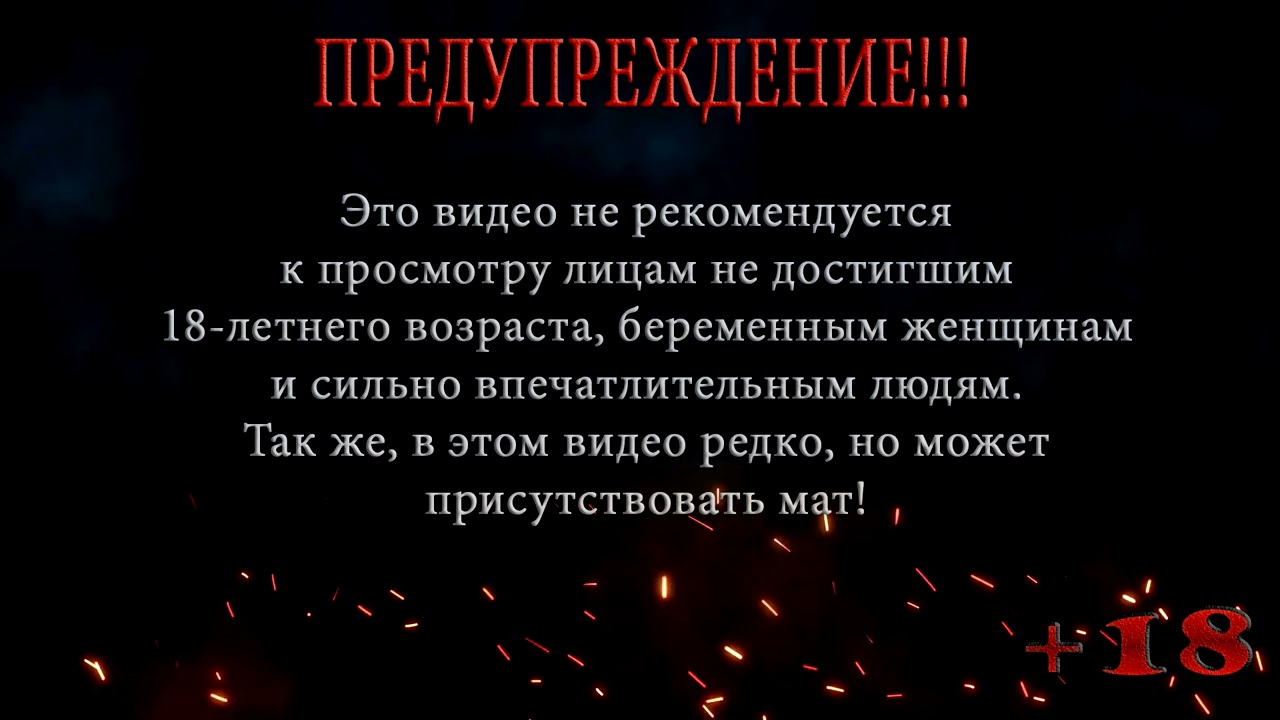 ПРЕДУПРЕЖДЕНИЕ!!!
Это видео не рекомендуется
к просмотру лицам не достигшим
18-летнего возраста, беременным женщинам
и сильно впечатлительным людям.
Так же, в этом видео редко, но может
присутствовать мат!
+18